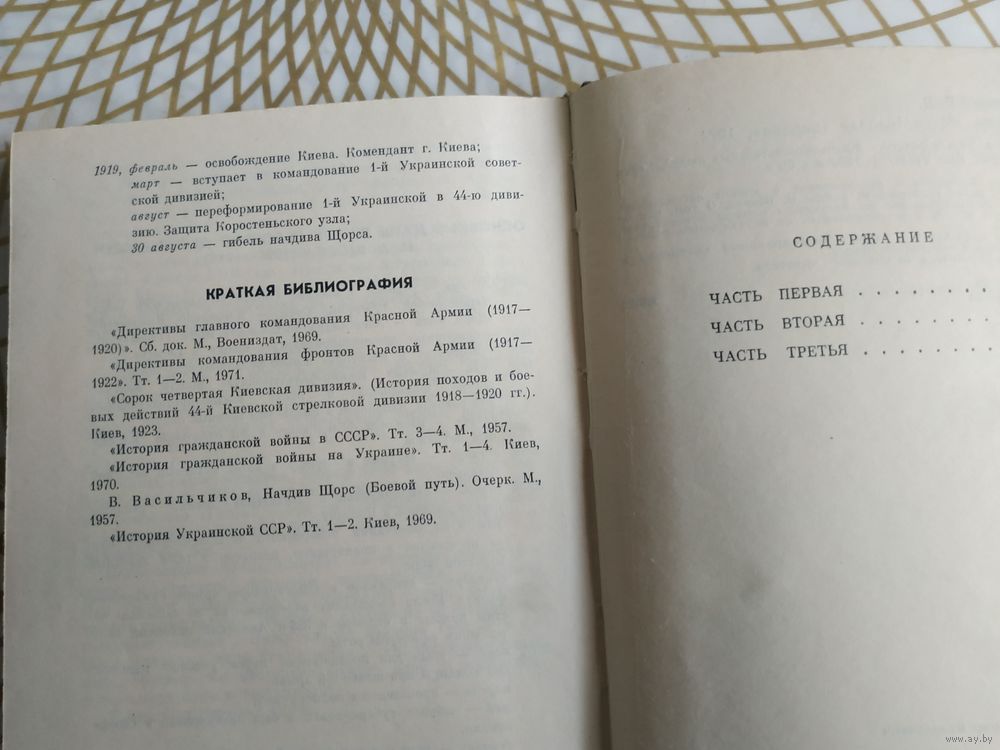 1919, февраль — освобождение Киева. Комендант г. Киева;
март — вступает в командование 1-й Украинской совет-
ской дивизией;
август — переформирование 1-й Украинской в 44-ю диви-
зию. Защита Коростеньского узла;
30 августа — гибель начдива Щорса.
КРАТКАЯ БИБЛИОГРАФИЯ
«Директивы главного командования Красной Армии (1917—
1920)». Сб. док. М., Воениздат, 1969.
«Директивы командования фронтов Красной Армии (1917—
1922». Тт. 1—2. М., 1971.
«Сорок четвертая Киевская дивизия». (История походов и бое-
вых действий 44-й Киевской стрелковой дивизии 1918—1920 гг.).
Киев, 1923.
«История гражданской войны в СССР». Тт. 3—4. М., 1957.
«История гражданской войны на Украине». Тт. 1—4. Киев,
1970.
В. Васильчиков, Начдив Щорс (Боевой путь). Очерк. М.,
1957.
«История Украинской ССР». Тт. 1—2. Киев, 1969.
СОДЕРЖАНИЕ
ЧАСТЬ ПЕРВАЯ . . . . . . . . .
ЧАСТЬ ВТОРАЯ . . . . . . . . .
ЧАСТЬ ТРЕТЬЯ . . . . . . . . .
www.ay.by